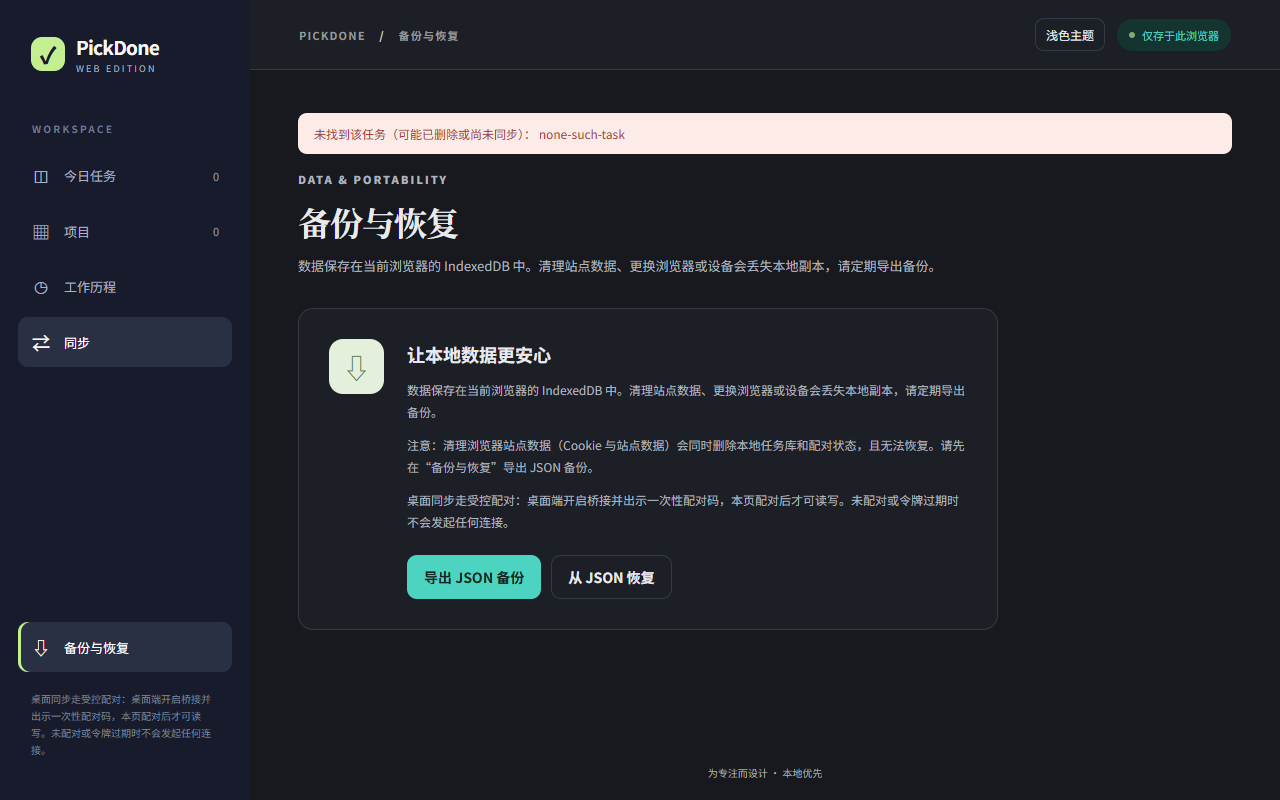 PickDone
WEB EDITION
WORKSPACE
今日任务 0
项目 0
工作历程
同步
备份与恢复
桌面同步走受控配对：桌面端开启桥接并
出示一次性配对码，本页配对后才可读
写。未配对或令牌过期时不会发起任何连
接。
PICKDONE / 备份与恢复
浅色主题
仅存于此浏览器
未找到该任务（可能已删除或尚未同步）： none-such-task
DATA & PORTABILITY
备份与恢复
数据保存在当前浏览器的 IndexedDB 中。清理站点数据、更换浏览器或设备会丢失本地副本，请定期导出备份。
让本地数据更安心
数据保存在当前浏览器的 IndexedDB 中。清理站点数据、更换浏览器或设备会丢失本地副本，请定期导出
备份。
注意：清理浏览器站点数据（Cookie 与站点数据）会同时删除本地任务库和配对状态，且无法恢复。请先
在“备份与恢复”导出 JSON 备份。
桌面同步走受控配对：桌面端开启桥接并出示一次性配对码，本页配对后才可读写。未配对或令牌过期时
不会发起任何连接。
导出 JSON 备份
从 JSON 恢复
为专注而设计 · 本地优先